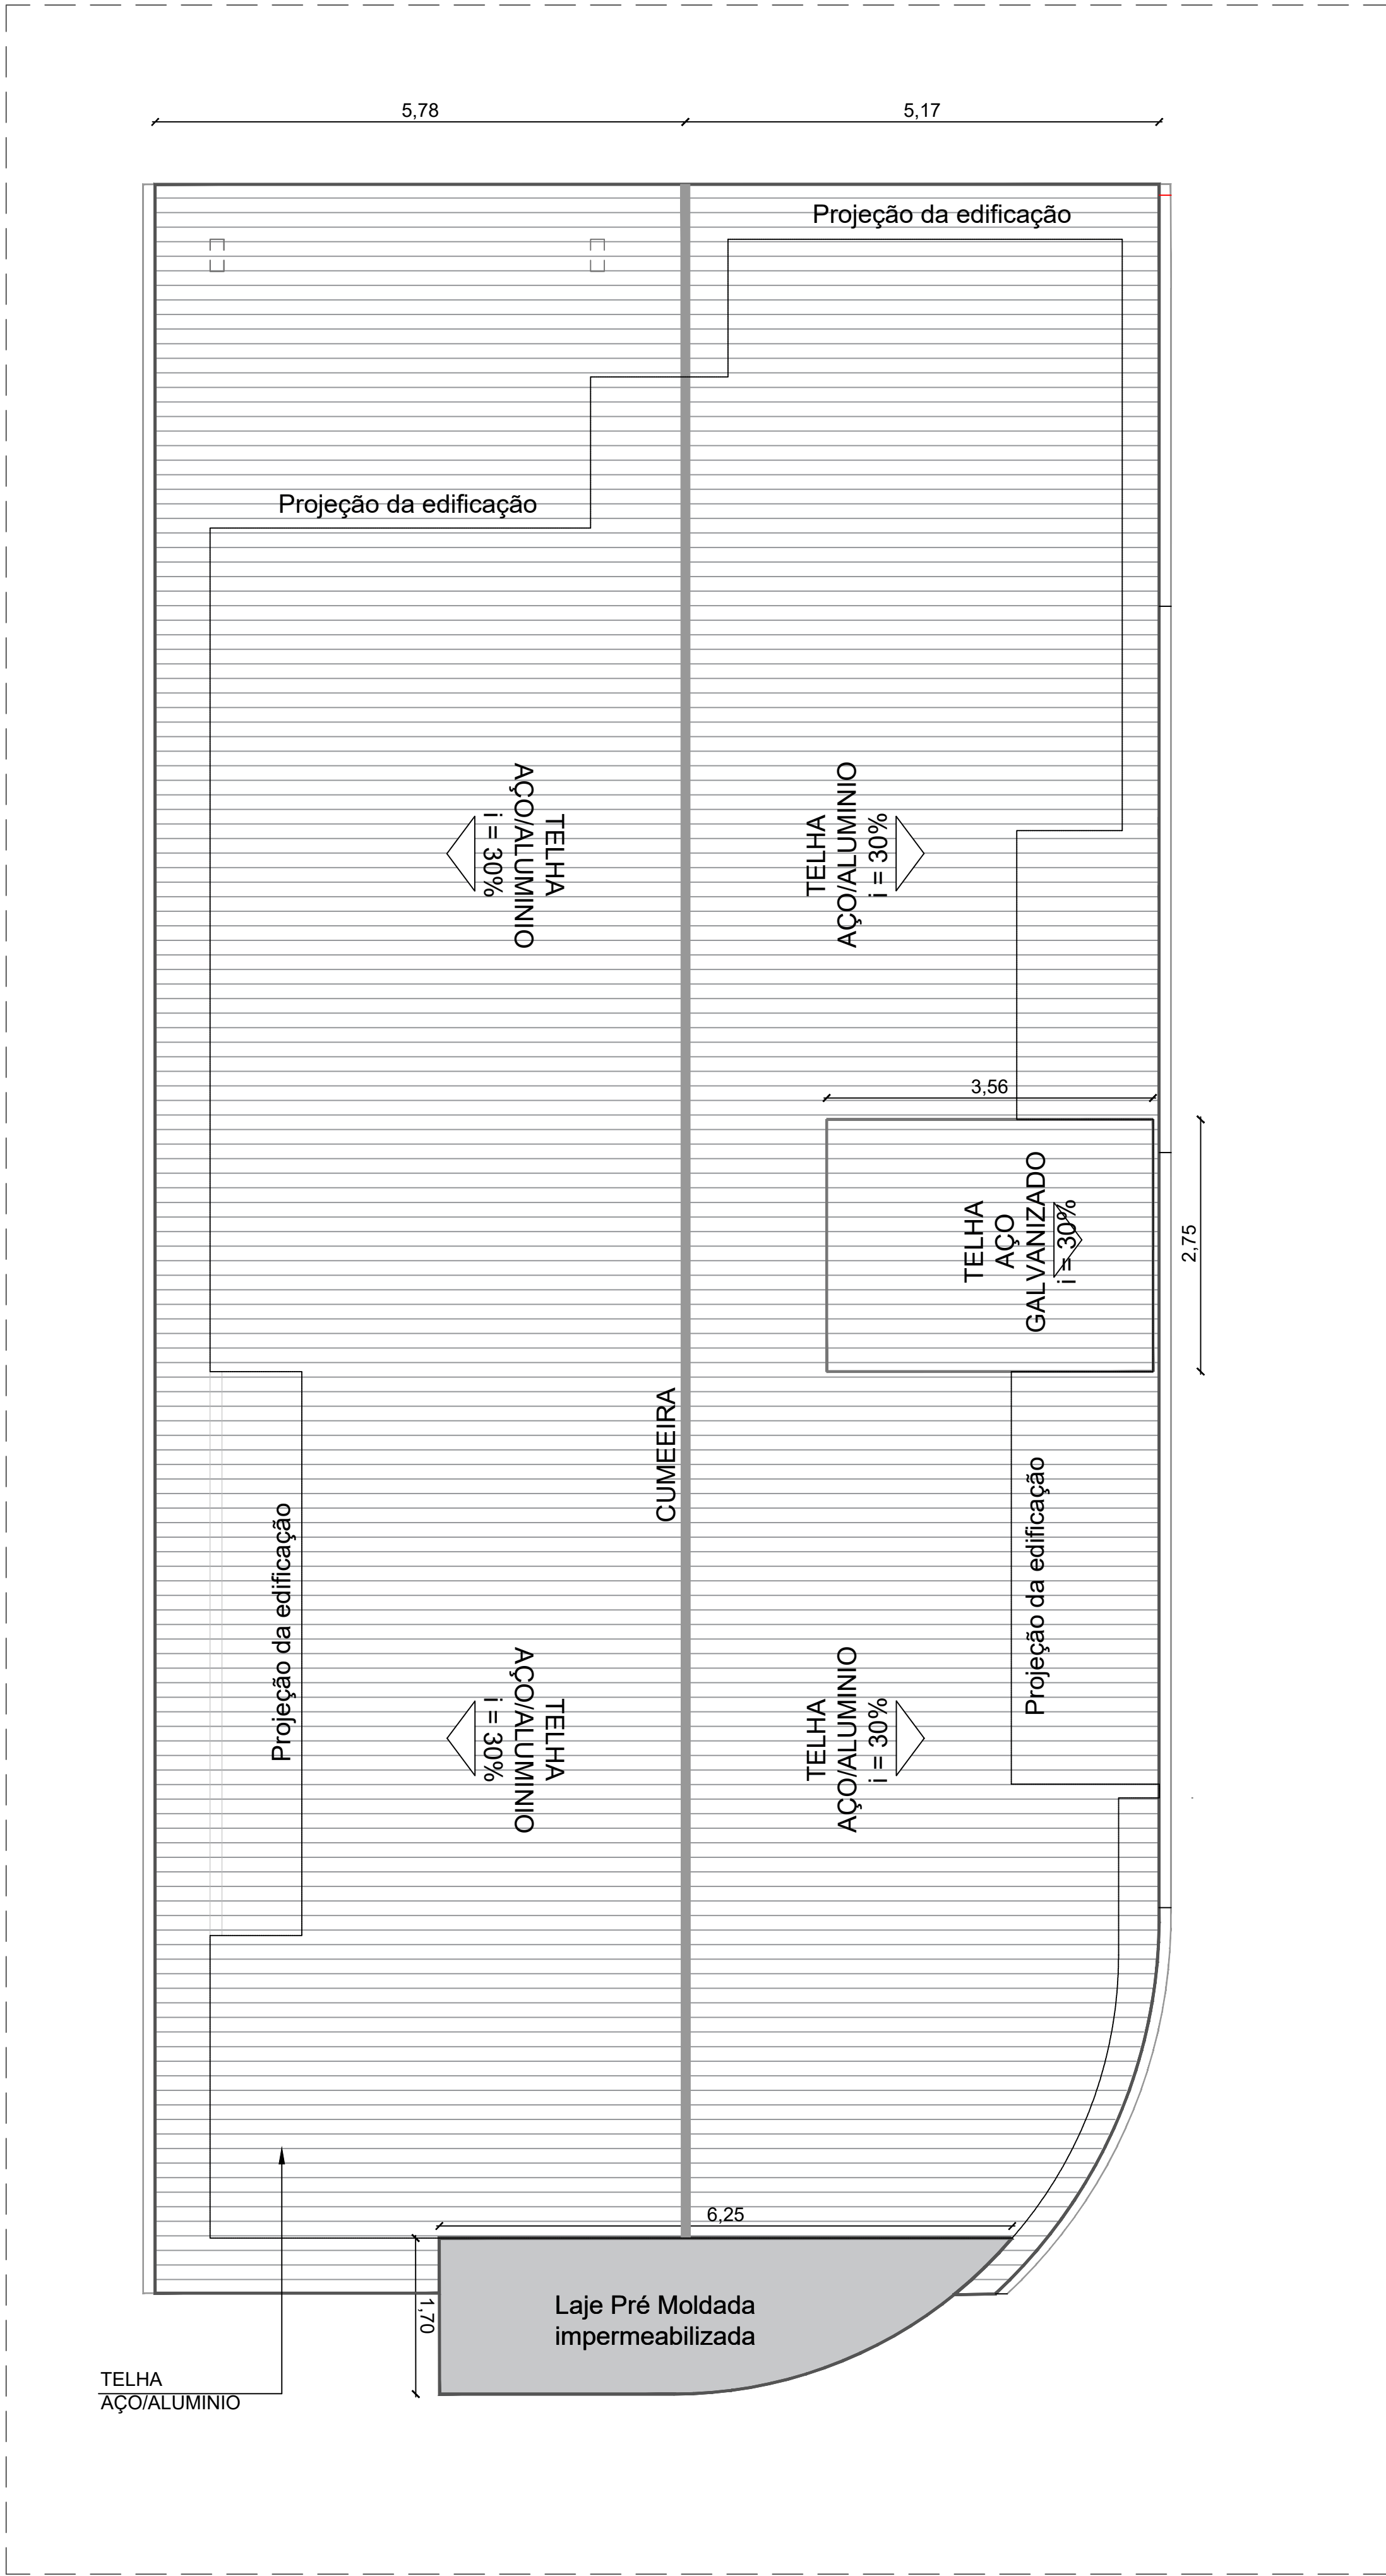 5,78
5,17
Projeção da edificação
Projeção da edificação
TELHA
AÇO/ALUMINIO
i = 30%
TELHA
AÇO/ALUMINIO
i = 30%
3,56
TELHA
AÇO
GALVANIZADO
i = 30%
2,75
CUMEEIRA
Projeção da edificação
Projeção da edificação
TELHA
AÇO/ALUMINIO
i = 30%
TELHA
AÇO/ALUMINIO
i = 30%
6,25
1,70
Laje Pré Moldada
impermeabilizada
TELHA
AÇO/ALUMINIO